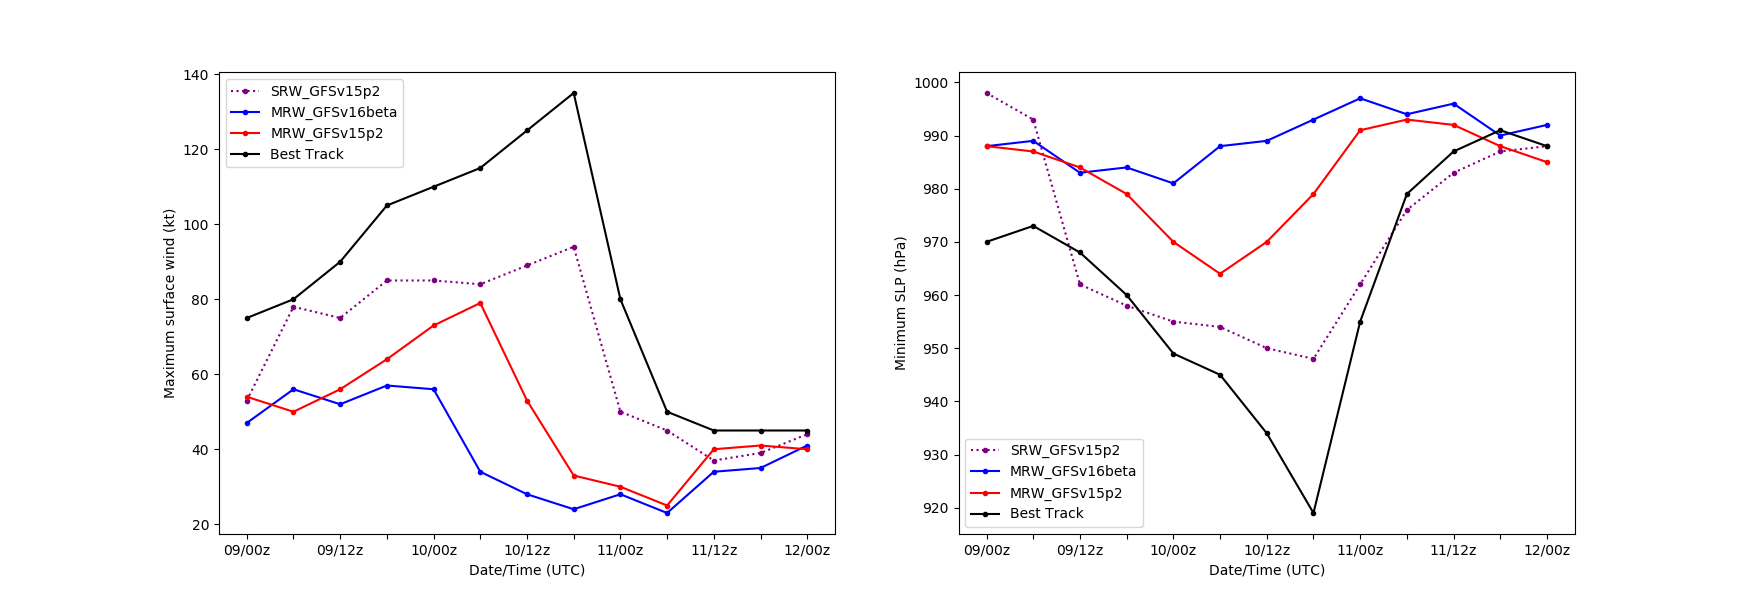 140
120
100
80
60
40
20
Maximum surface wind (kt)
SRW_GFSv15p2
MRW_GFSv16beta
MRW_GFSv15p2
Best Track
09/00z 09/12z 10/00z 10/12z 11/00z 11/12z 12/00z
Date/Time (UTC)
1000
990
980
970
960
950
940
930
920
Minimum SLP (hPa)
SRW_GFSv15p2
MRW_GFSv16beta
MRW_GFSv15p2
Best Track
09/00z 09/12z 10/00z 10/12z 11/00z 11/12z 12/00z
Date/Time (UTC)